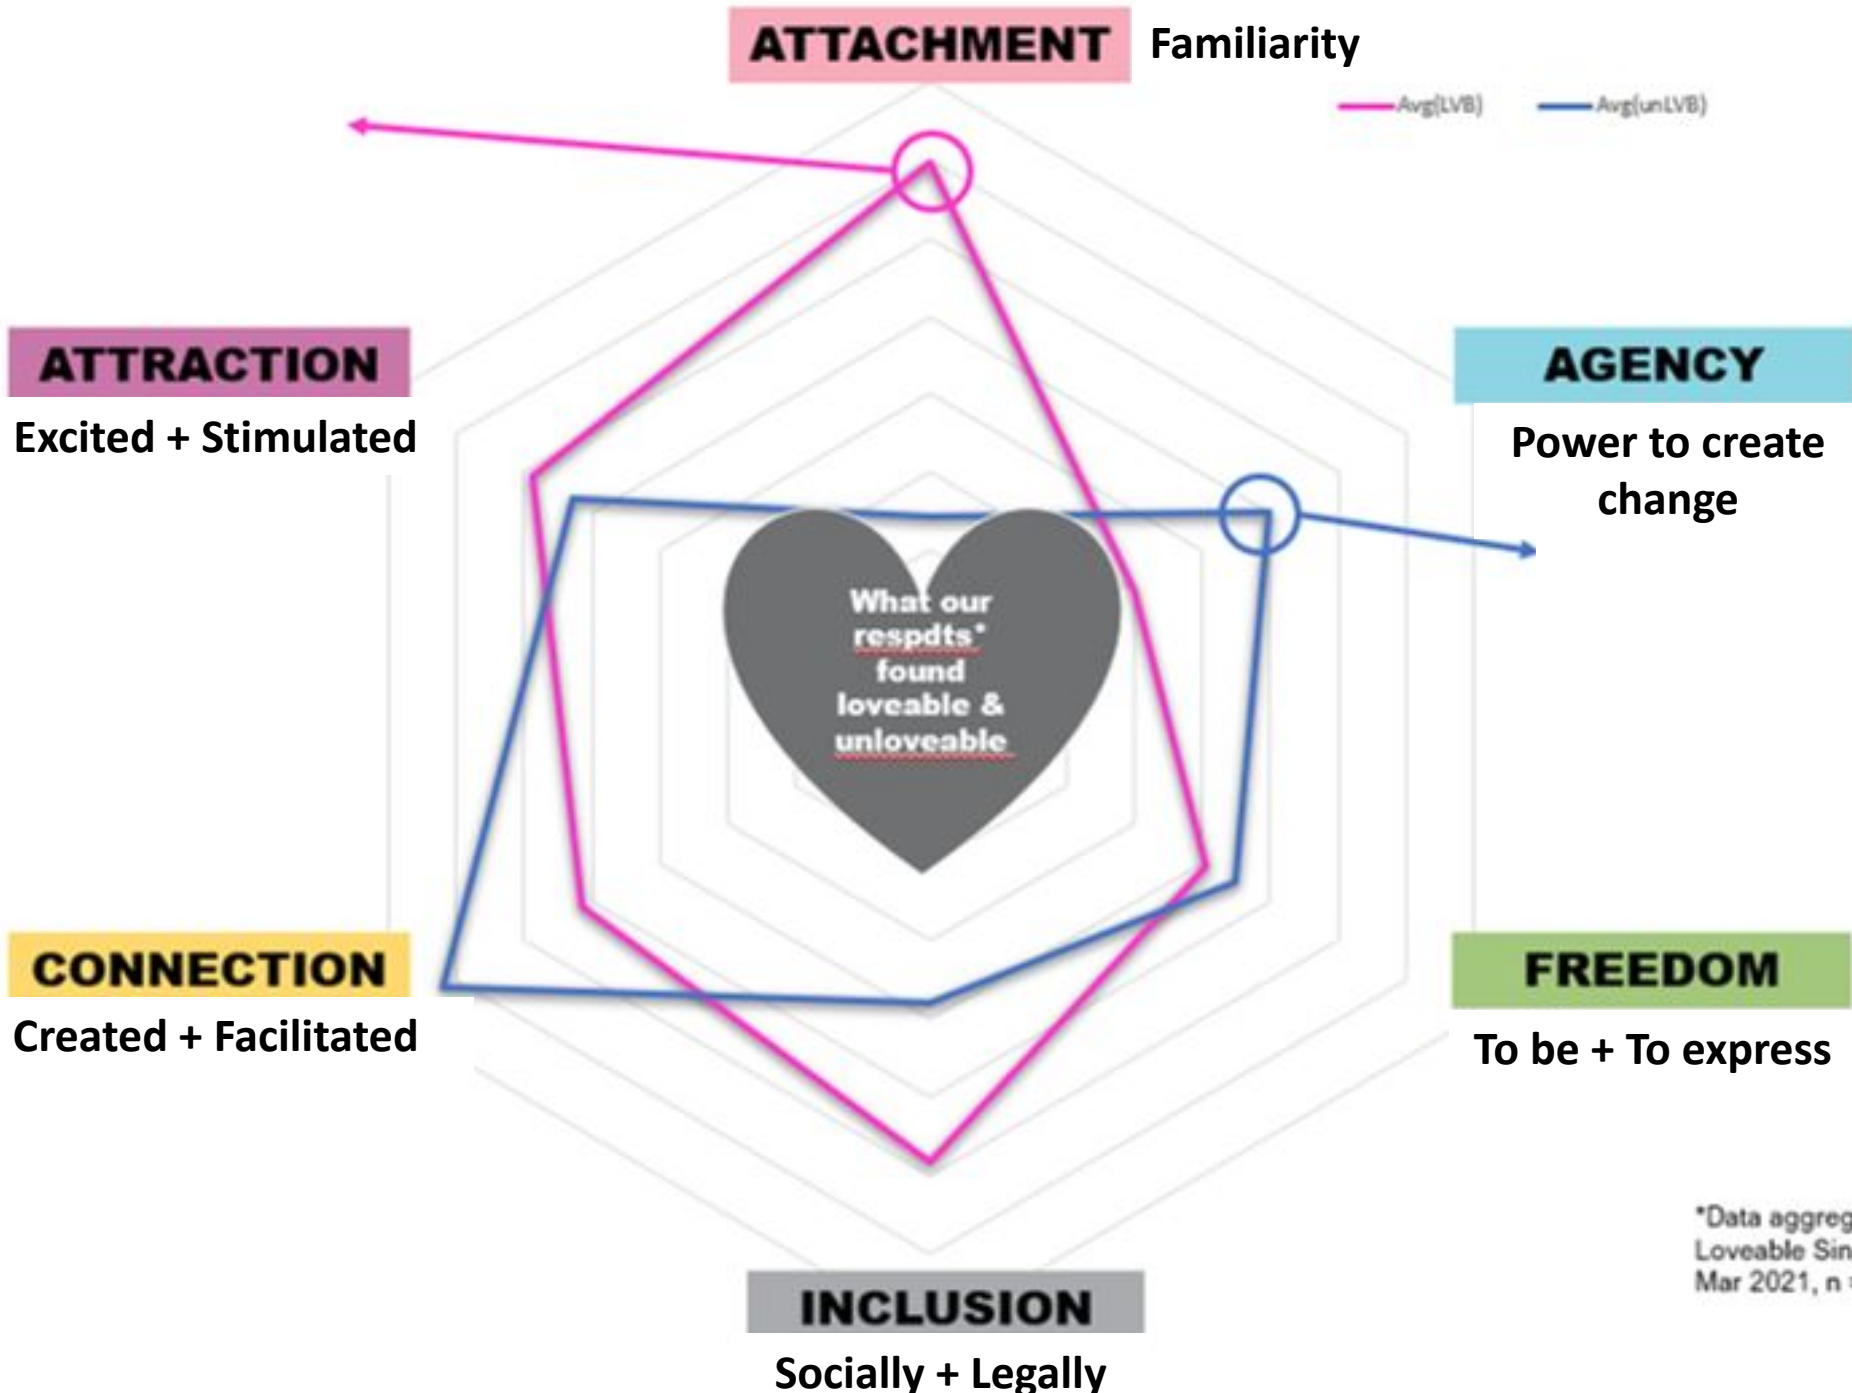 ATTACHMENT Familiarity
Avg(LVB) Avg(unLVB)
ATTRACTION
Excited + Stimulated
AGENCY
Power to create
change
What our
respdts*
found
loveable &
unloveable
CONNECTION
Created + Facilitated
FREEDOM
To be + To express
INCLUSION
Socially + Legally
*Data aggreg
Loveable Sin
Mar 2021, n =